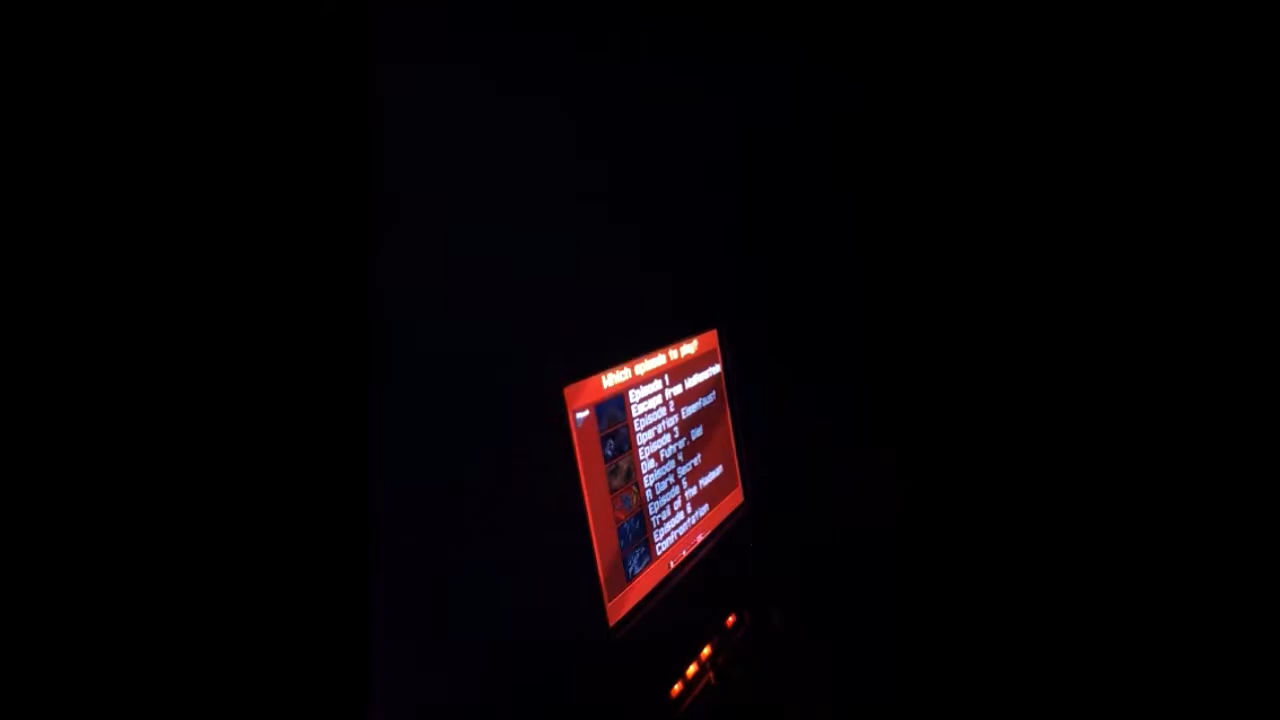 Which episode to play?
Episode 1
Escape from Wolfenstein
Episode 2
Operation: Eisenfaust
Episode 3
Die, Fuhrer, Die!
Episode 4
A Dark Secret
Episode 5
Trail of the Madman
Episode 6
Confrontation